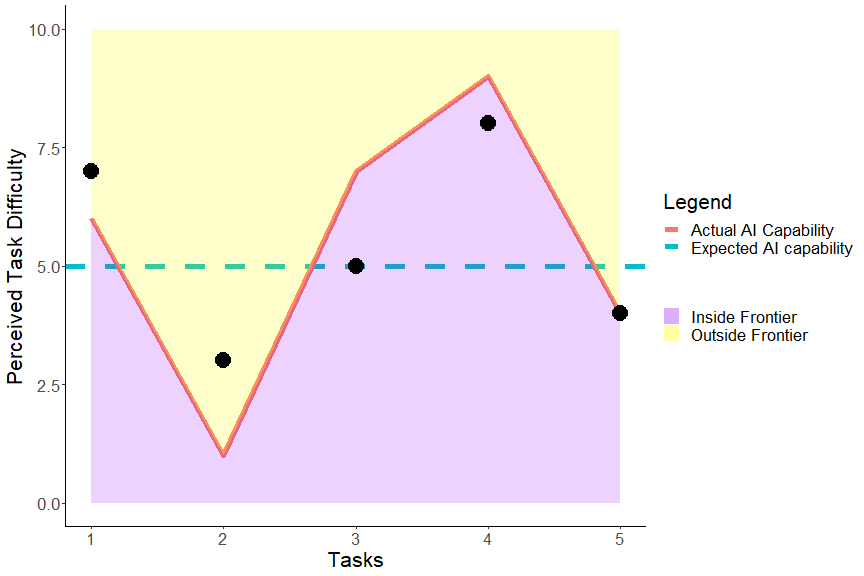 10.0
7.5
5.0
2.5
0.0
Perceived Task Difficulty
1 2 3 4 5
Tasks
Legend
Actual AI Capability
Expected AI capability
Inside Frontier
Outside Frontier